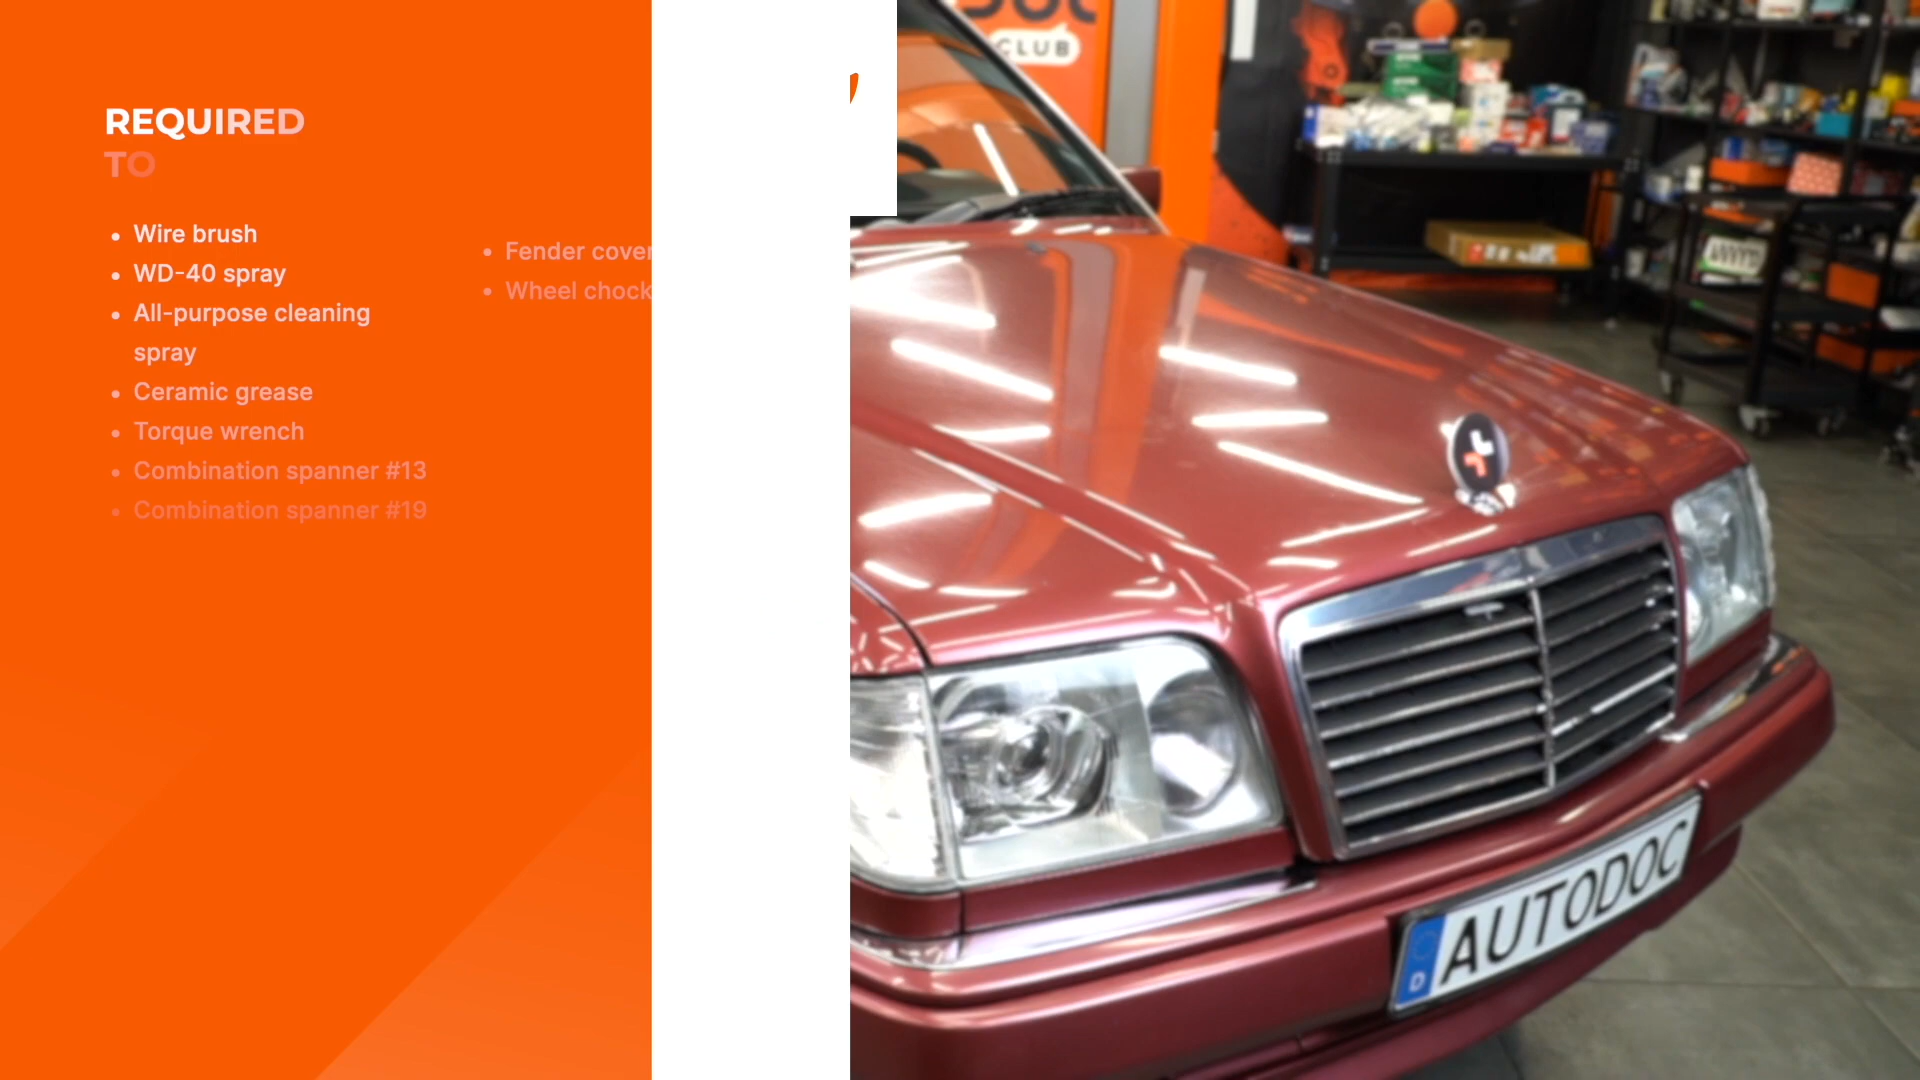 REQUIRED
TO
Wire brush
WD-40 spray
All-purpose cleaning
spray
Ceramic grease
Torque wrench
Combination spanner #13
Combination spanner #19
Fender cover
Wheel chock
CLUB
AUTODOC
D